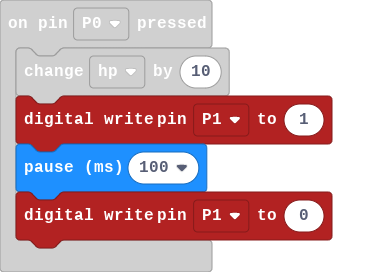 on pin P0 pressed
change hp by 10
digital write pin P1 to 1
pause (ms) 100
digital write pin P1 to 0